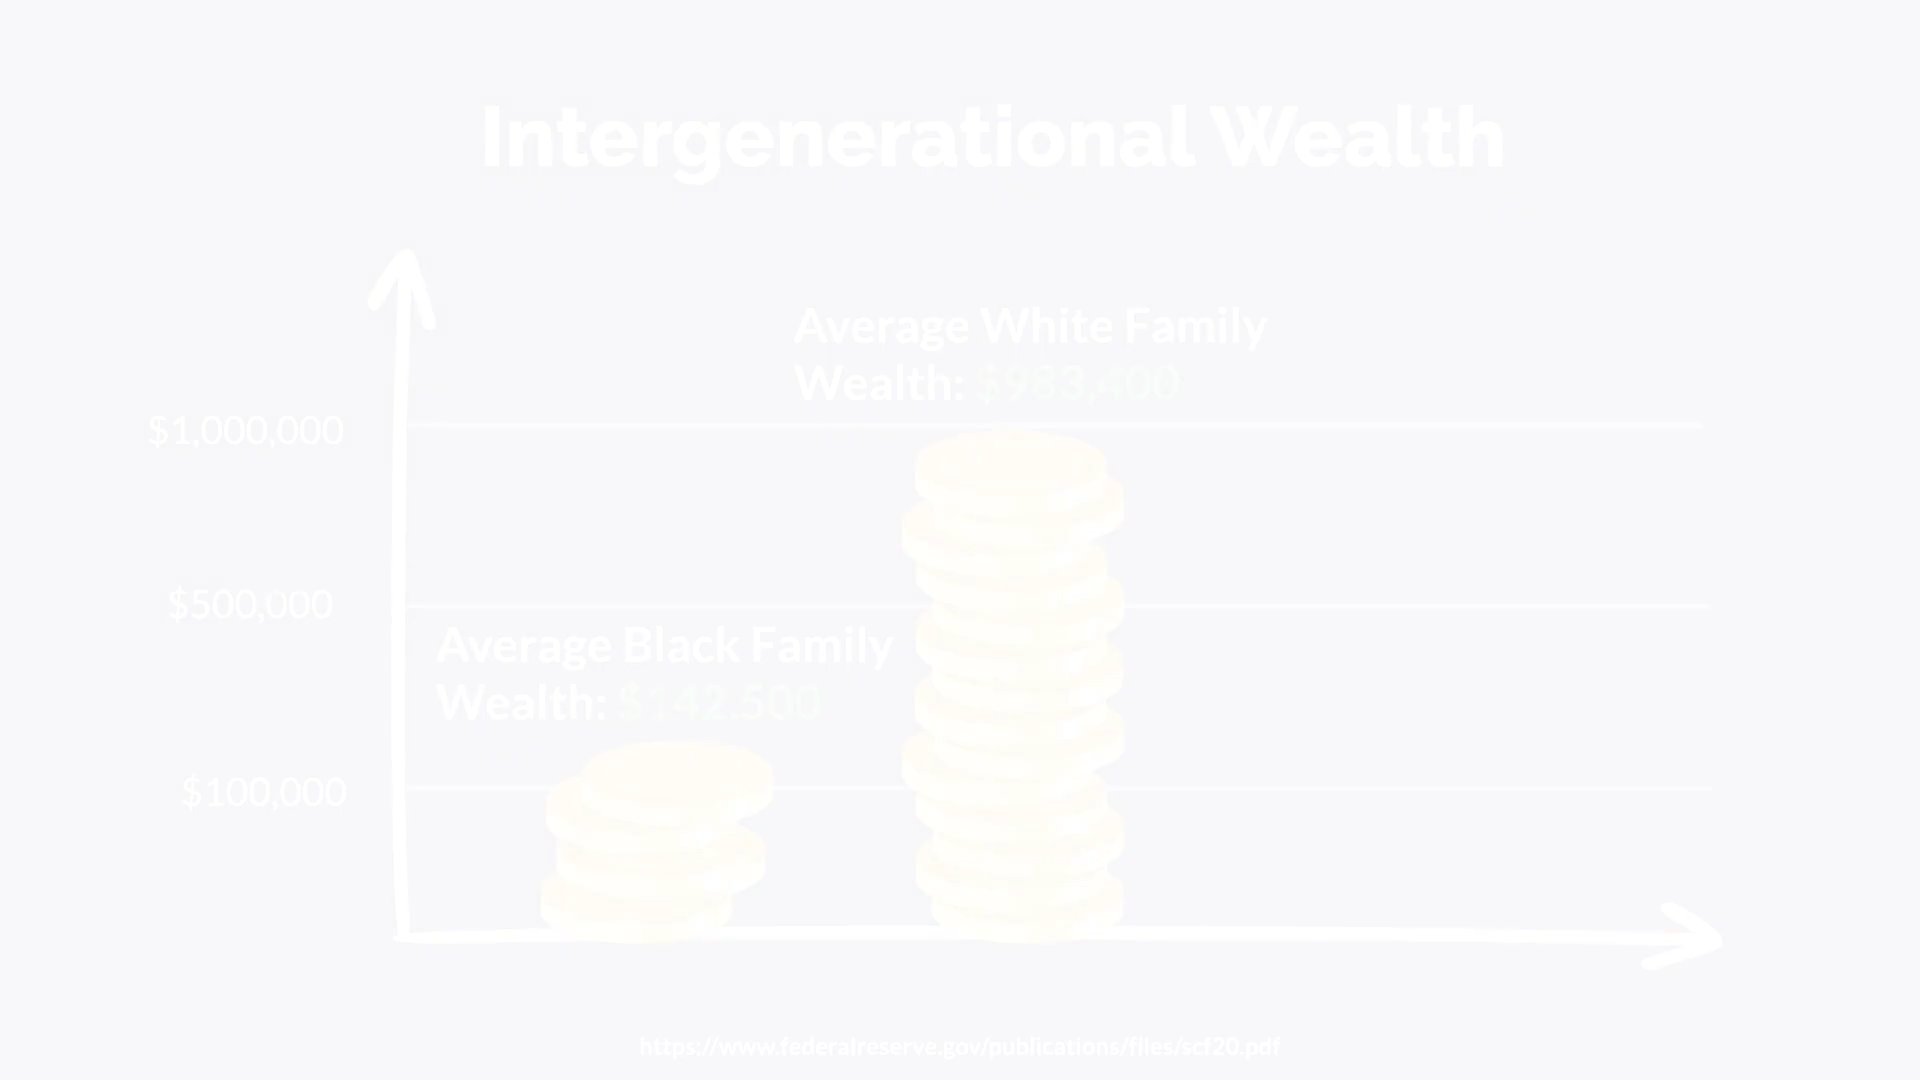 Intergenerational Wealth
Average White Family
Wealth: $983,400
$1,000,000
$500,000
Average Black Family
Wealth: $142.500
$100,000
https://www.federalreserve.gov/publications/files/scf20.pdf